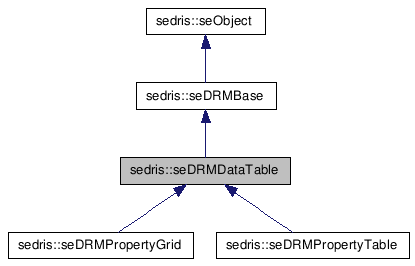 sedris::seObject
sedris::seDRMBase
sedris::seDRMDataTable
sedris::seDRMPropertyGrid
sedris::seDRMPropertyTable